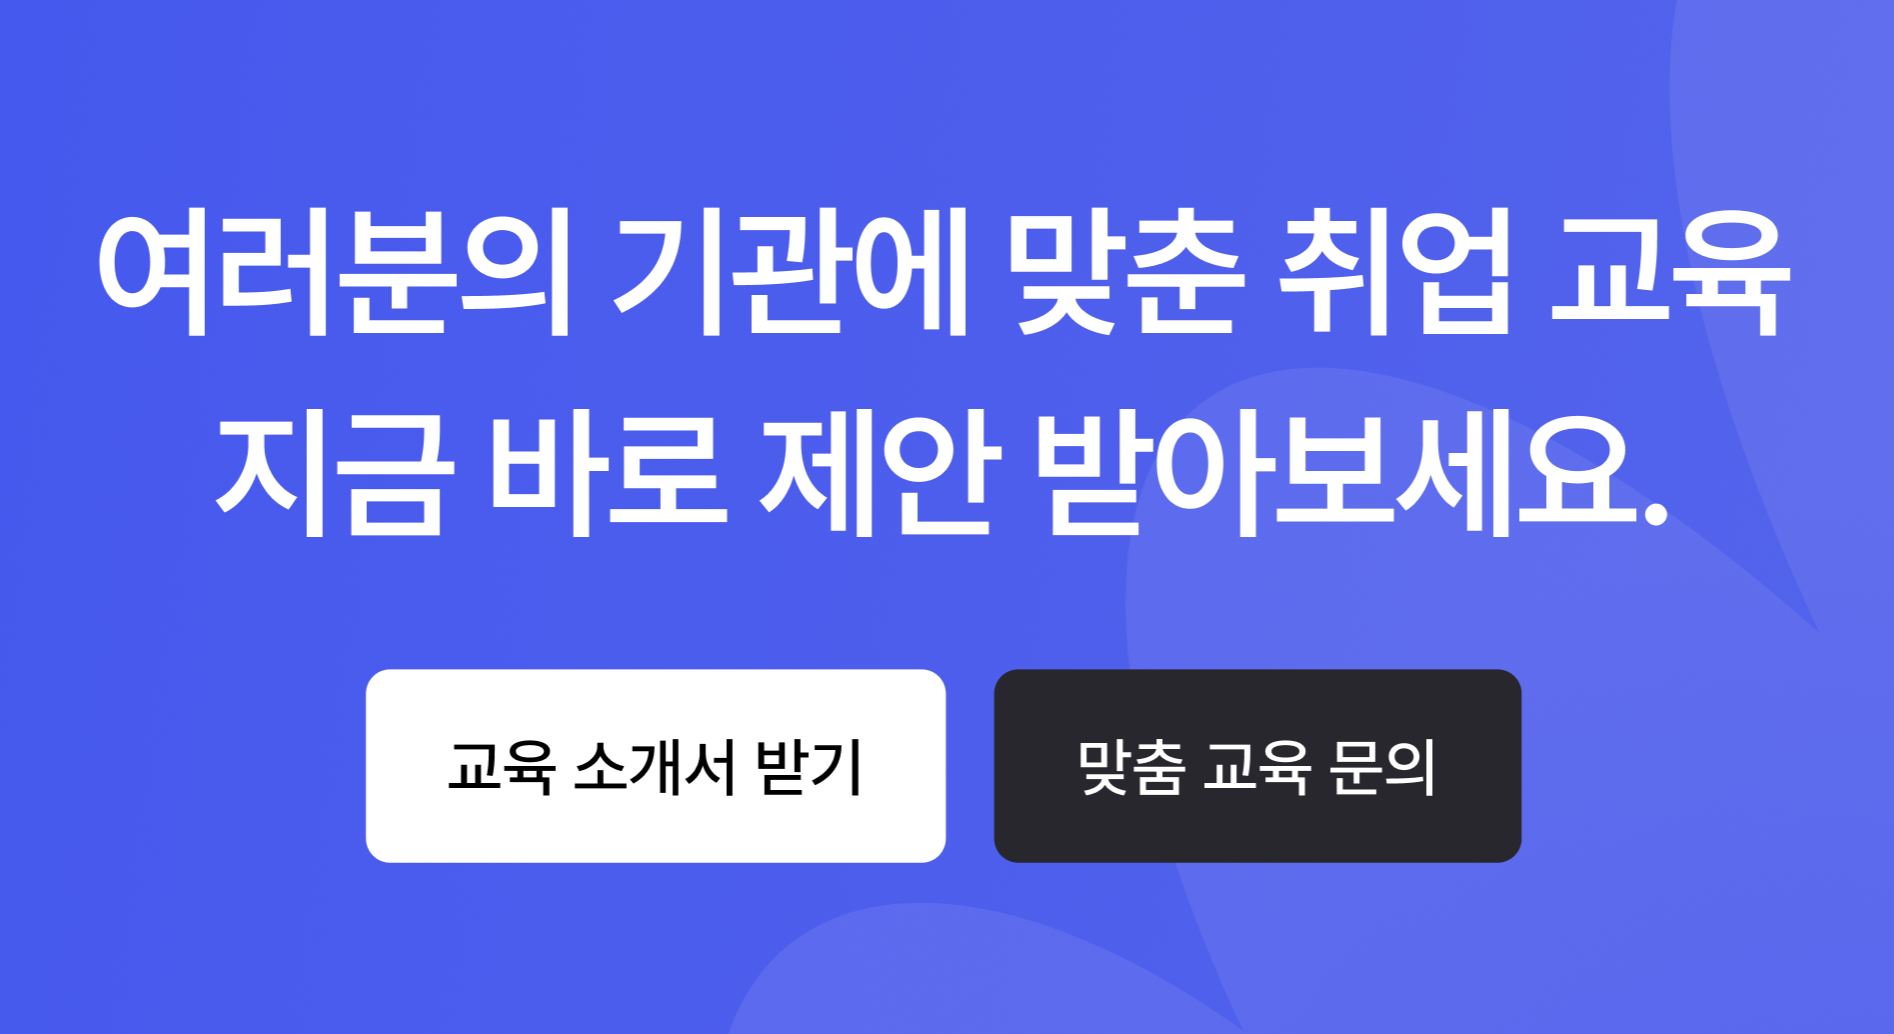 여러분의 기관에 맞춘 취업 교육
지금 바로 제안 받아보세요.
교육 소개서 받기
맞춤 교육 문의